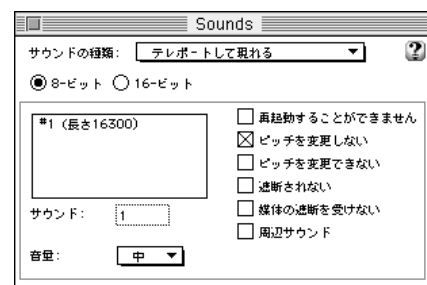 Sounds
サウンドの種類: テレポートして現れる
8-ビット 16-ビット
#1 (長さ16300)
再起動することができません
ピッチを変更しない
ピッチを変更できない
遮断されない
媒体の遮断を受けない
周辺サウンド
サウンド: 1
音量: 中